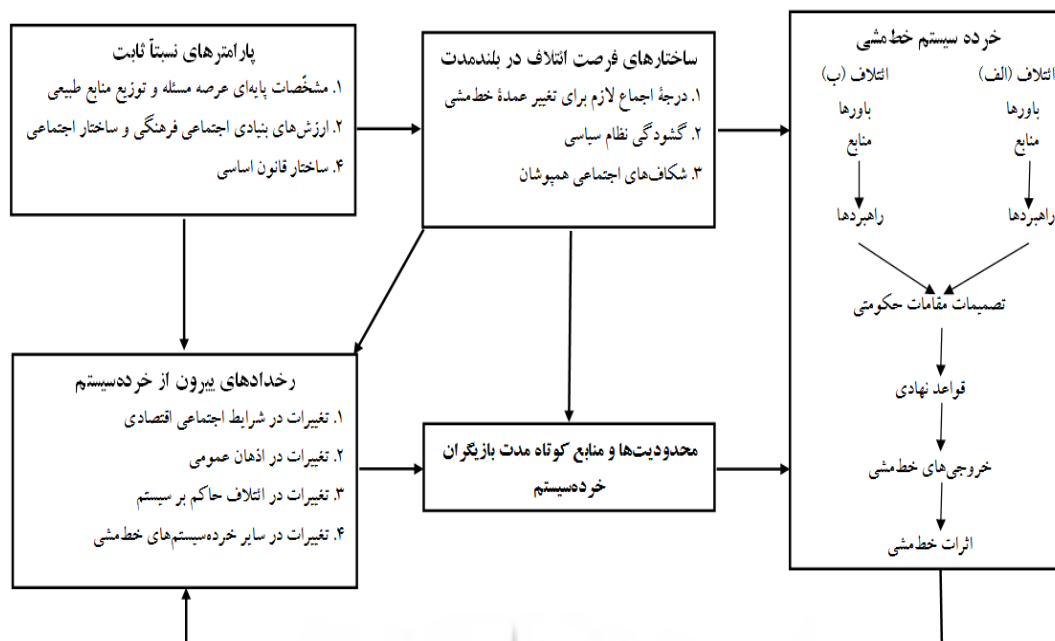 پارامترهای نسبتاً ثابت
۱. مشخّصات پایه‌ای عرصه مسئله و توزیع منابع طبیعی
۲. ارزش‌های بنیادی اجتماعی فرهنگی و ساختار اجتماعی
۴. ساختار قانون اساسی
ساختارهای فرصت ائتلاف در بلندمدت
۱. درجهٔ اجماع لازم برای تغییر عمدهٔ خط‌مشی
۲. گشودگی نظام سیاسی
۳. شکاف‌های اجتماعی همپوشان
خرده سیستم خط‌مشی
ائتلاف (الف)
باورها
منابع
راهبردها
ائتلاف (ب)
باورها
منابع
راهبردها
تصمیمات مقامات حکومتی
قواعد نهادی
خروجی‌های خط‌مشی
اثرات خط‌مشی
رخدادهای بیرون از خرده‌سیستم
۱. تغییرات در شرایط اجتماعی اقتصادی
۲. تغییرات در اذهان عمومی
۳. تغییرات در ائتلاف حاکم بر سیستم
۴. تغییرات در سایر خرده‌سیستم‌های خط‌مشی
محدودیت‌ها و منابع کوتاه مدت بازیگران
خرده‌سیستم